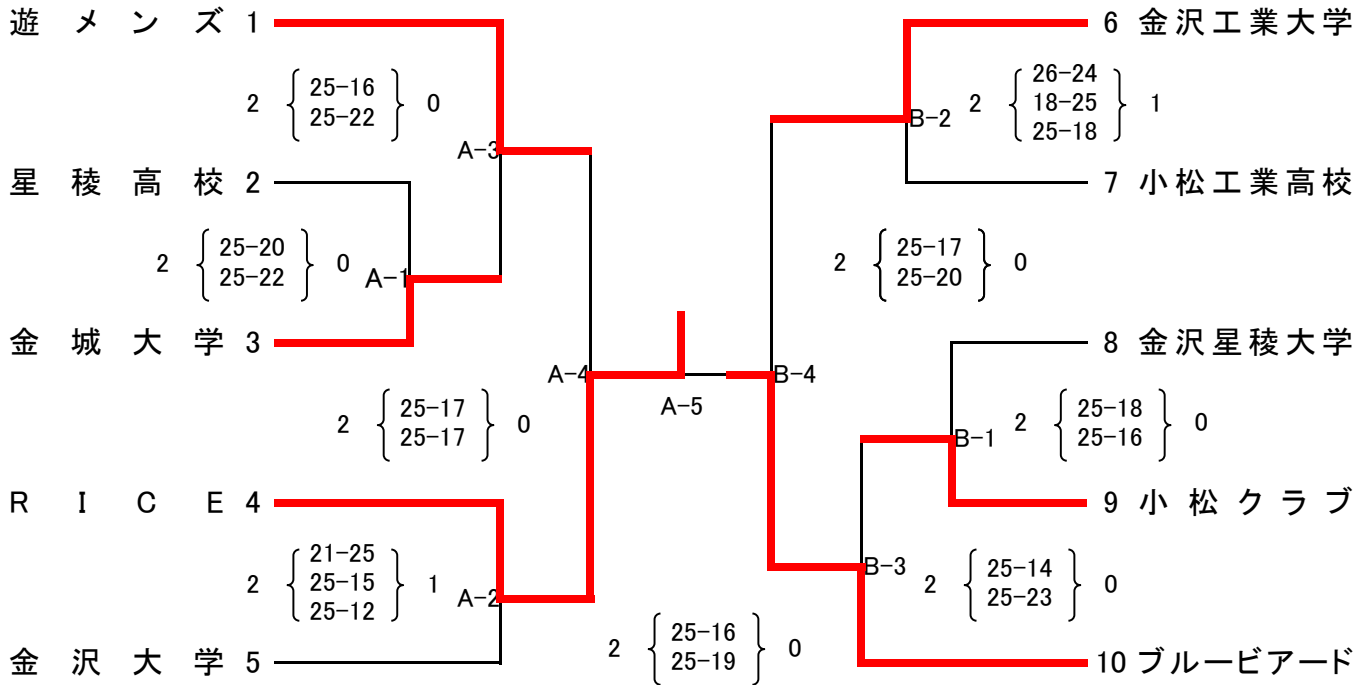 遊メンズ 1
2 25-16 25-22 0
A-3
星稜高校 2
2 25-20 25-22 0
A-1
金城大学 3
A-4
2 25-17 25-17 0
RICE 4
2 21-25 25-15 25-12 1
A-2
金沢大学 5
A-5
2 25-16 25-19 0
6 金沢工業大学
B-2
2 26-24 18-25 25-18 1
7 小松工業高校
2 25-17 25-20 0
8 金沢星稜大学
B-4
B-1
2 25-18 25-16 0
9 小松クラブ
B-3
2 25-14 25-23 0
10 ブルービアード